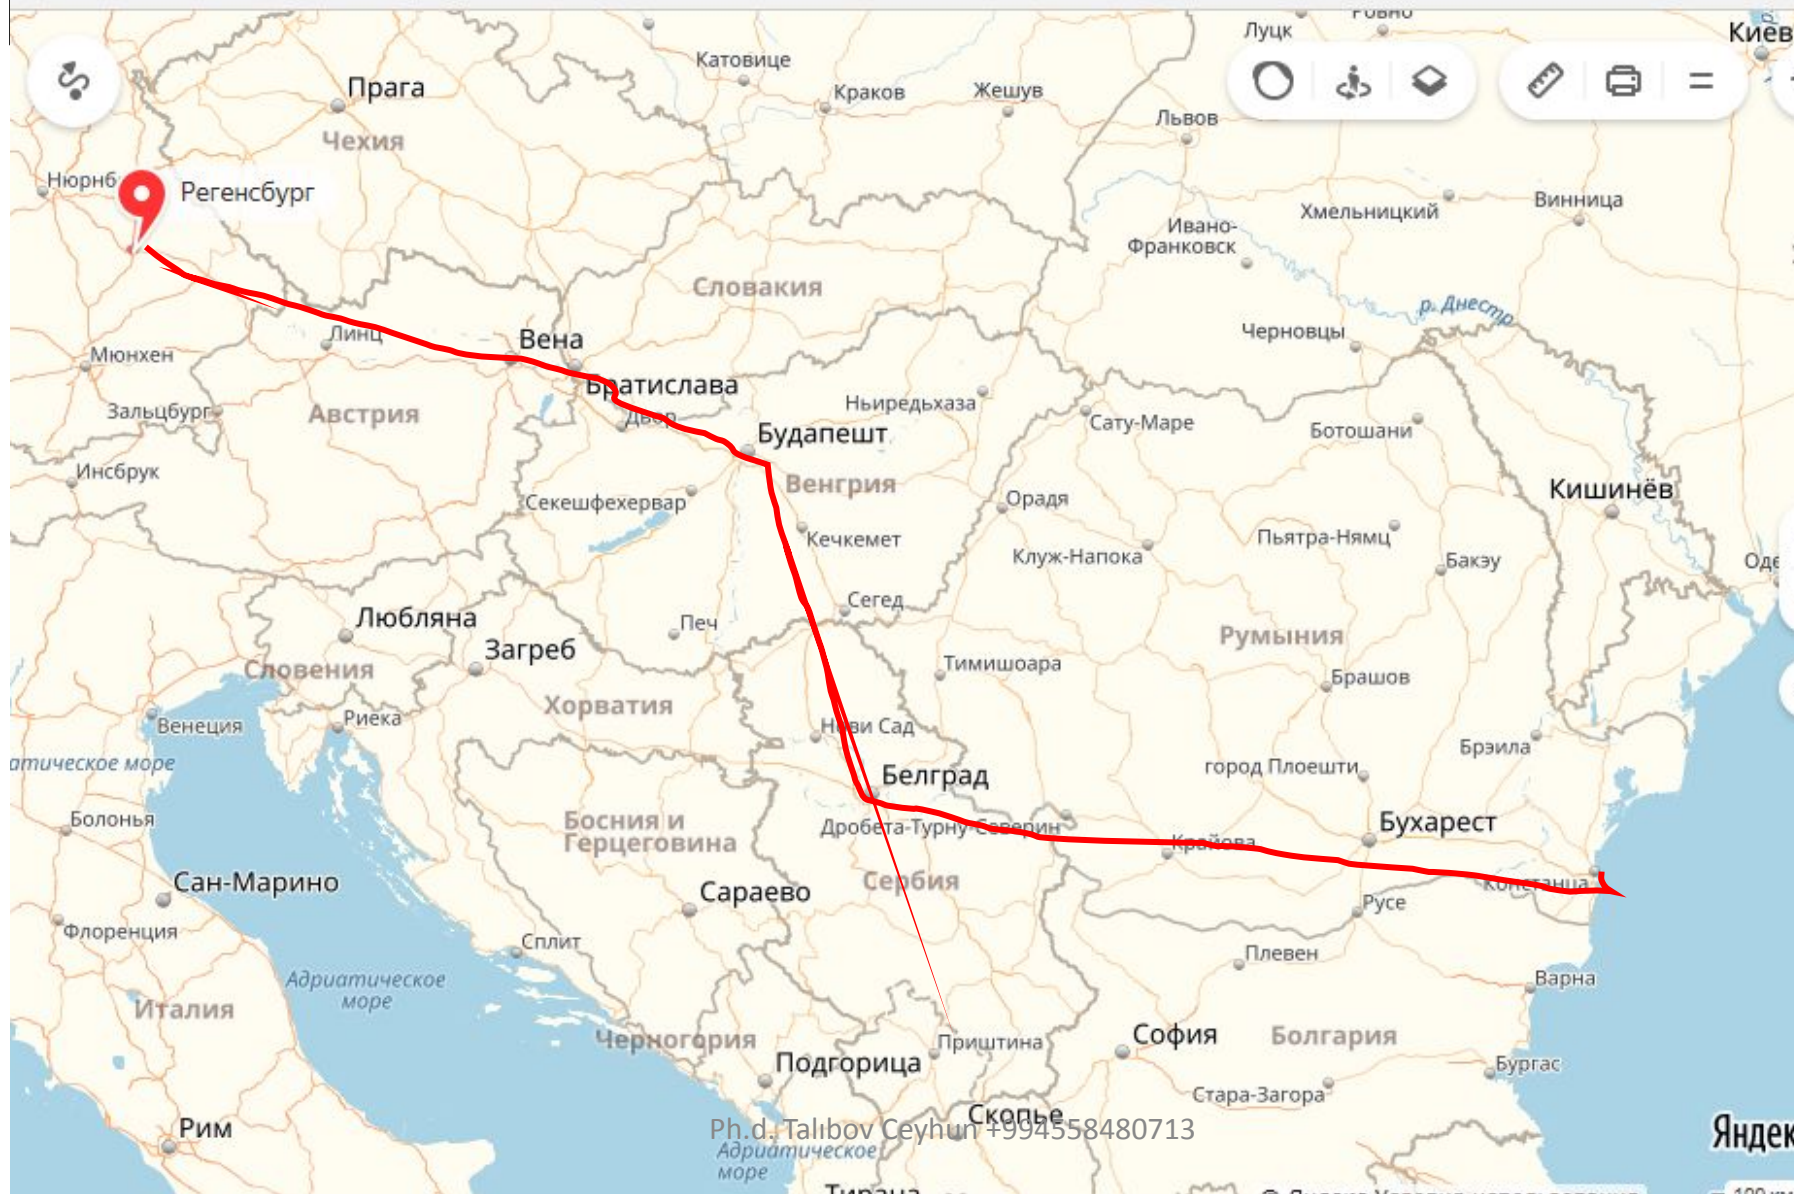 Ровно
Луцк
Киев
Катовице
Прага
Краков
Жешув
Львов
Чехия
Нюрнб
Регенсбург
Хмельницкий
Винница
Ивано-
Франковск
Словакия
р. Днестр
Черновцы
Линц
Вена
Мюнхен
Братислава
Зальцбург
Австрия
Двор
Ньиредьхаза
Сату-Маре
Ботошани
Будапешт
Инсбрук
Венгрия
Кишинёв
Секешфехервар
Орадя
Кечкемет
Клуж-Напока
Пьятра-Нямц
Бакэу
Оде
Сегед
Любляна
Печ
Загреб
Румыния
Словения
Тимишоара
Брашов
Хорватия
Риека
Венеция
Нови Сад
Брэила
атическое море
город Плоешти
Белград
Болонья
Босния и
Герцеговина
Дробета-Турну-Северин
Бухарест
Крайова
Сан-Марино
Сараево
Сербия
Констанца
Русе
Флоренция
Сплит
Плевен
Адриатическое
море
Варна
Италия
Черногория
Приштина
София
Болгария
Подгорица
Бургас
Стара-Загора
Рим
Скопье
Ph.d. Talıbov Ceyhun +994558480713
Яндек
Адриатическое
море
Тирана